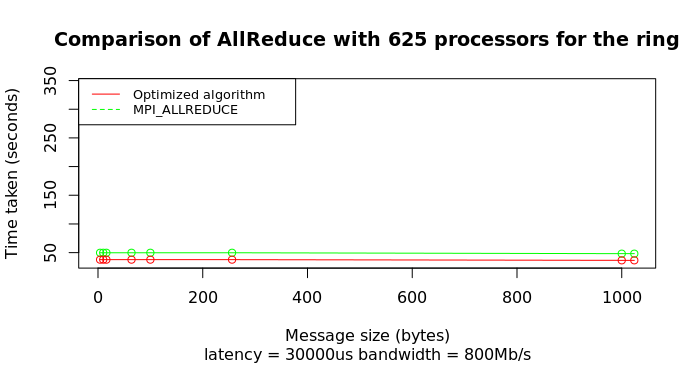 Comparison of AllReduce with 625 processors for the ring
Optimized algorithm
MPI_ALLREDUCE
Time taken (seconds)
350
250
150
50
0 200 400 600 800 1000
Message size (bytes)
latency = 30000us bandwidth = 800Mb/s